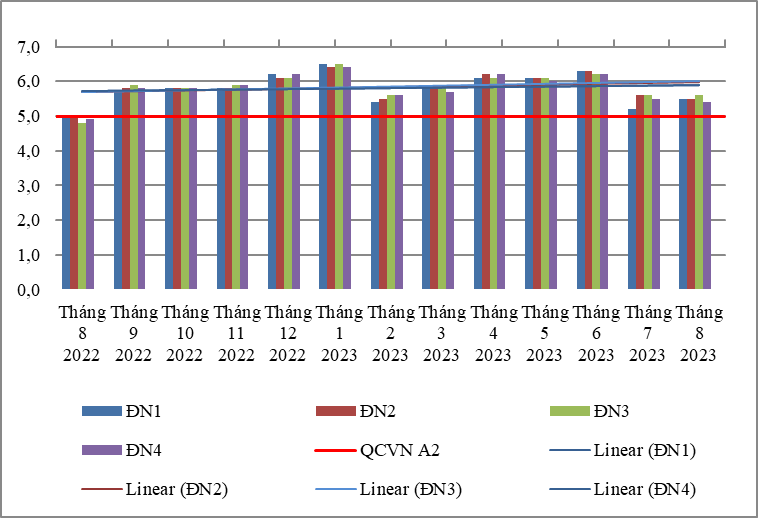 7,0
6,0
5,0
4,0
3,0
2,0
1,0
0,0
Tháng Tháng Tháng Tháng Tháng Tháng Tháng Tháng Tháng Tháng Tháng Tháng Tháng
8 9 10 11 12 1 2 3 4 5 6 7 8
2022 2022 2022 2022 2022 2023 2023 2023 2023 2023 2023 2023 2023
ĐN1 ĐN2 ĐN3
ĐN4 QCVN A2 Linear (ĐN1)
Linear (ĐN2) Linear (ĐN3) Linear (ĐN4)